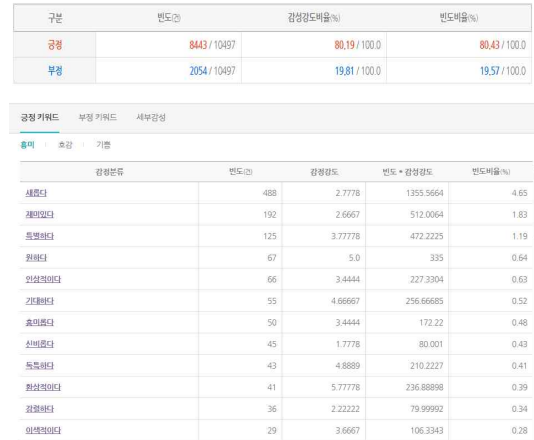 구분 빈도(건) 감성강도비율(%) 빈도비율(%)
긍정 8443 / 10497 80,19 / 100.0 80,43 / 100.0
부정 2054 / 10497 19,81 / 100.0 19,57 / 100.0
긍정 키워드 부정 키워드 세부감성
흥미 호감 기쁨
감정분류 빈도(건) 감정강도 빈도 * 감성강도 빈도비율(%)
새롭다 488 2.7778 1355.5664 4.65
재미있다 192 2.6667 512.0064 1.83
특별하다 125 3.77778 472.2225 1.19
원하다 67 5.0 335 0.64
인상적이다 66 3.4444 227.3304 0.63
기대하다 55 4.66667 256.66685 0.52
흥미롭다 50 3.4444 172.22 0.48
신비롭다 45 1.7778 80.001 0.43
독특하다 43 4.8889 210.2227 0.41
환상적이다 41 5.77778 236.88898 0.39
강렬하다 36 2.22222 79.99992 0.34
이색적이다 29 3.6667 106.3343 0.28